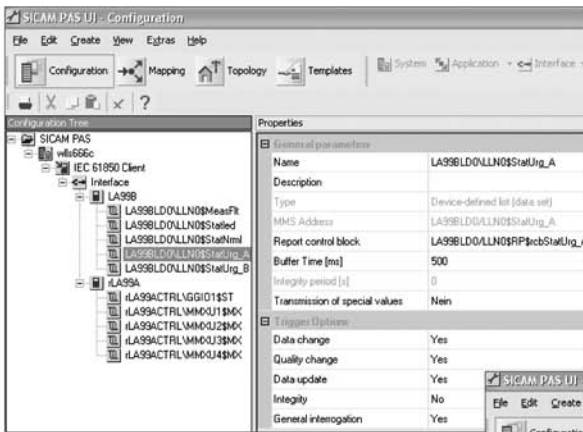 SICAM PAS UI - Configuration
File Edit Create View Extras Help
Configuration Mapping Topology Templates System Application Interface
Configuration Tree
Properties
SICAM PAS
wlls666c
IEC 61850 Client
Interface
LA99B
LA99BLD0\LLN0$MeasFlt
LA99BLD0\LLN0$Statled
LA99BLD0\LLN0$StatNrml
LA99BLD0\LLN0$StatUrg_A
LA99BLD0\LLN0$StatUrg_B
rLA99A
rLA99ACTRL\GGIO1$ST
rLA99ACTRL\MMXU1$MX
rLA99ACTRL\MMXU2$MX
rLA99ACTRL\MMXU3$MX
rLA99ACTRL\MMXU4$MX
General parameters
Name LA99BLD0\LLN0$StatUrg_A
Description
Type Device-defined list (data set)
MMS Address LA99BLD0/LLN0$StatUrg_A
Report control block LA99BLD0/LLN0$RP$rcbStatUrg_
Buffer Time [ms] 500
Integrity period [s] 0
Transmission of special values Nein
Trigger Options
Data change Yes
Quality change Yes
Data update Yes
Integrity No
General interrogation Yes
SICAM PAS UI
File Edit Create